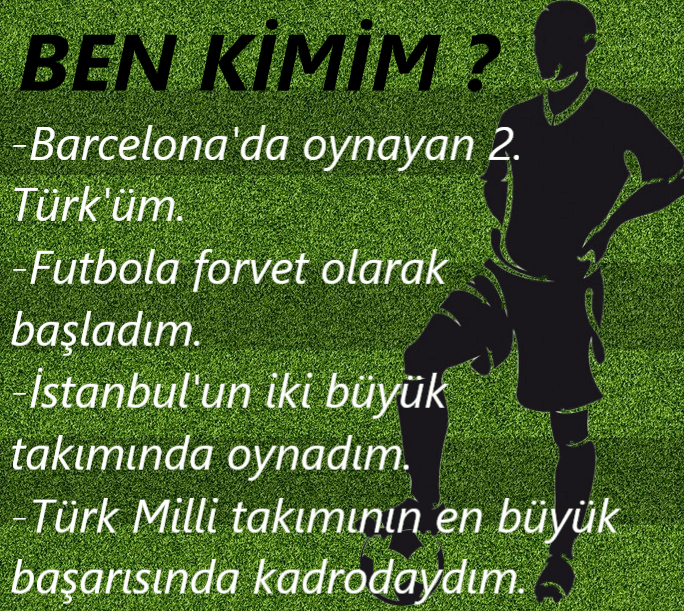 BEN KİMİM ?
-Barcelona'da oynayan 2.
Türk'üm.
-Futbola forvet olarak
başladım.
-İstanbul'un iki büyük
takımında oynadım.
-Türk Milli takımının en büyük
başarısında kadrodaydım.